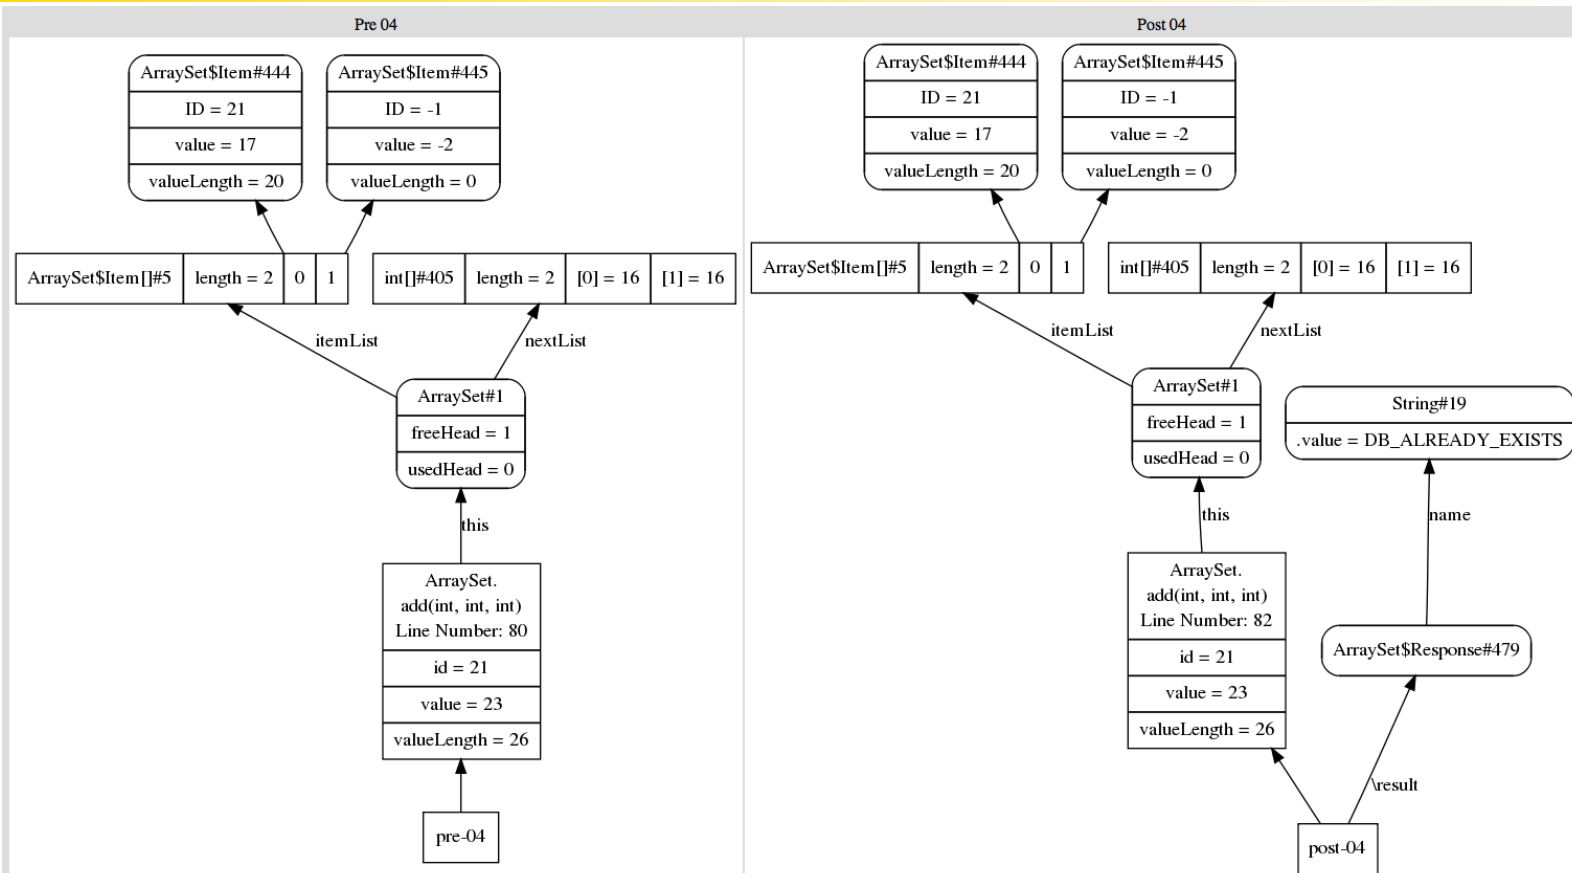 Pre 04
ArraySet$Item#444
ID = 21
value = 17
valueLength = 20
ArraySet$Item#445
ID = -1
value = -2
valueLength = 0
ArraySet$Item[]#5
length = 2
0
1
int[]#405
length = 2
[0] = 16
[1] = 16
itemList
nextList
ArraySet#1
freeHead = 1
usedHead = 0
this
ArraySet.
add(int, int, int)
Line Number: 80
id = 21
value = 23
valueLength = 26
pre-04
Post 04
ArraySet$Item#444
ID = 21
value = 17
valueLength = 20
ArraySet$Item#445
ID = -1
value = -2
valueLength = 0
ArraySet$Item[]#5
length = 2
0
1
int[]#405
length = 2
[0] = 16
[1] = 16
itemList
nextList
ArraySet#1
freeHead = 1
usedHead = 0
String#19
.value = DB_ALREADY_EXISTS
this
name
ArraySet.
add(int, int, int)
Line Number: 82
id = 21
value = 23
valueLength = 26
ArraySet$Response#479
\result
post-04